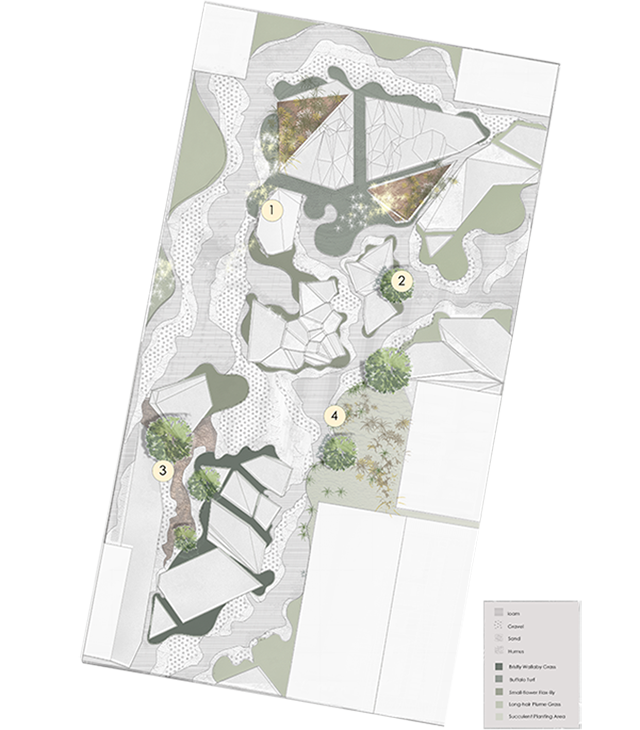 1
2
4
3
loam
Gravel
Sand
Humus
Bristly Wallaby Grass
Buffalo Turf
Small-flower Flax-lily
Long-hair Plume Grass
Succulent Planting Area